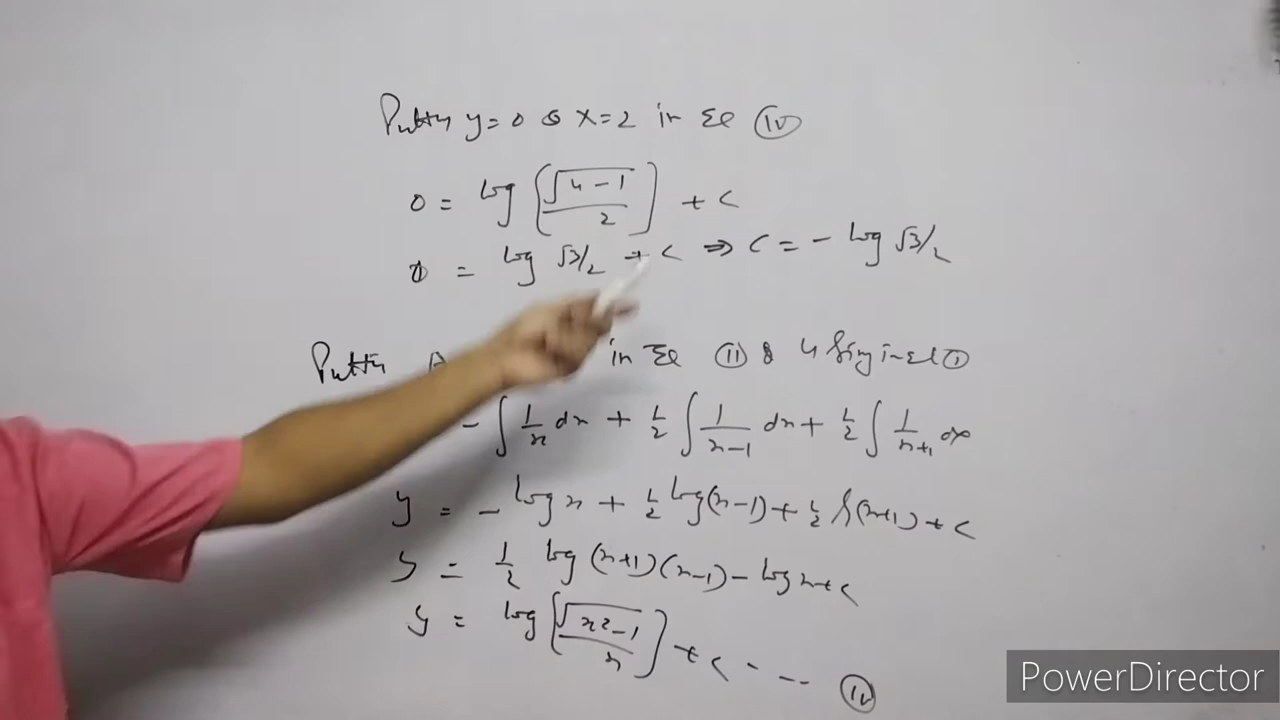 Putting y=0 & x=2 in Eq (iv)
0 = log [√4-1/2] + c
0 = log √3/2 + c ⇒ c = - log √3/2
Putting A in Eq (ii) & in Eq (i)
- ∫ 1/x dx + 1/2 ∫ 1/x-1 dx + 1/2 ∫ 1/x+1 dx
y = - log x + 1/2 log(x-1) + 1/2 log(x+1) + c
y = 1/2 log (x+1)(x-1) - log x + c
y = log [√x²-1/x] + c - -- (iv)
PowerDirector